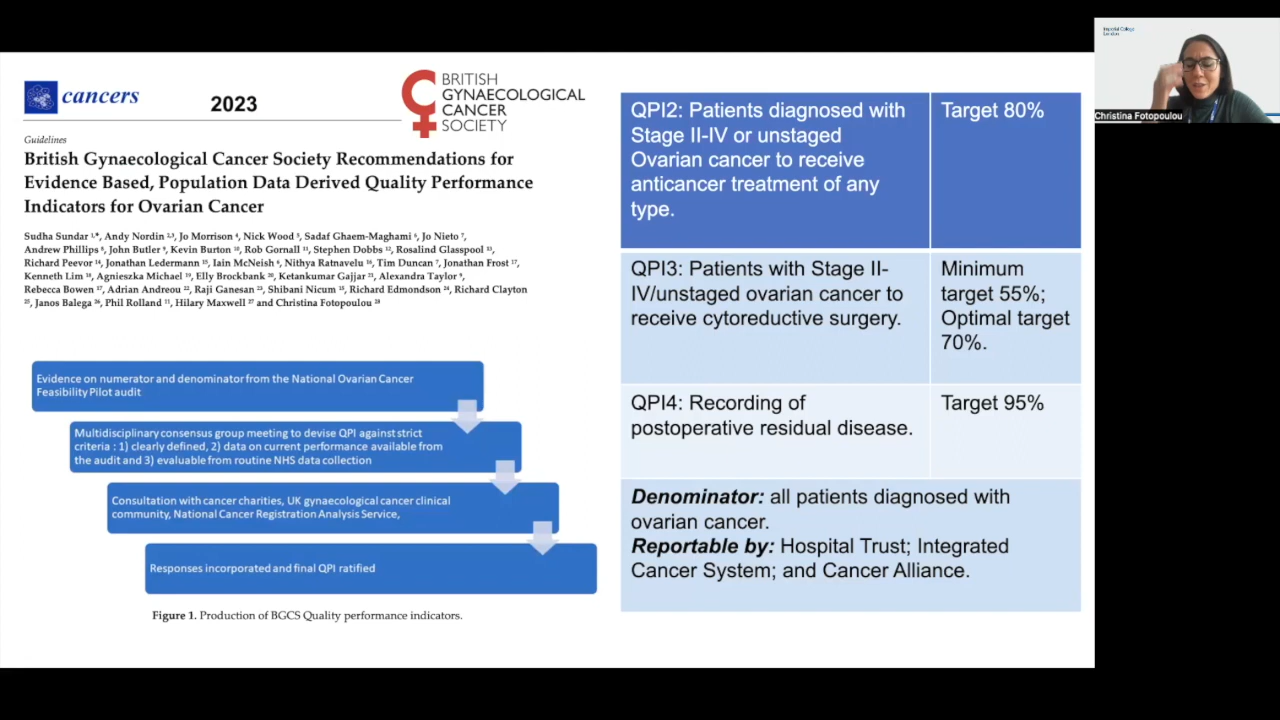 cancers
2023
BRITISH
GYNAECOLOGICAL
CANCER
SOCIETY
Guidelines
British Gynaecological Cancer Society Recommendations for
Evidence Based, Population Data Derived Quality Performance
Indicators for Ovarian Cancer
Sudha Sundar 1,*, Andy Nordin 2,3, Jo Morrison 4, Nick Wood 5, Sadaf Ghaem-Maghami 6, Jo Nieto 7,
Andrew Phillips 8, John Butler 9, Kevin Burton 10, Rob Gornall 11, Stephen Dobbs 12, Rosalind Glasspool 13,
Richard Peevor 14, Jonathan Ledermann 15, Iain McNeish 6, Nithya Ratnavelu 16, Tim Duncan 7, Jonathan Frost 17,
Kenneth Lim 18, Agnieszka Michael 19, Elly Brockbank 20, Ketankumar Gajjar 21, Alexandra Taylor 9,
Rebecca Bowen 17, Adrian Andreou 22, Raji Ganesan 23, Shibani Nicum 15, Richard Edmondson 24, Richard Clayton
25, Janos Balega 26, Phil Rolland 11, Hilary Maxwell 27 and Christina Fotopoulou 28
Evidence on numerator and denominator from the National Ovarian Cancer
Feasibility Pilot audit
Multidisciplinary consensus group meeting to devise QPI against strict
criteria : 1) clearly defined, 2) data on current performance available from
the audit and 3) evaluable from routine NHS data collection
Consultation with cancer charities, UK gynaecological cancer clinical
community, National Cancer Registration Analysis Service,
Responses incorporated and final QPI ratified
Figure 1. Production of BGCS Quality performance indicators.
QPI2: Patients diagnosed with
Stage II-IV or unstaged
Ovarian cancer to receive
anticancer treatment of any
type.
Target 80%
QPI3: Patients with Stage II-
IV/unstaged ovarian cancer to
receive cytoreductive surgery.
Minimum
target 55%;
Optimal target
70%.
QPI4: Recording of
postoperative residual disease.
Target 95%
Denominator: all patients diagnosed with
ovarian cancer.
Reportable by: Hospital Trust; Integrated
Cancer System; and Cancer Alliance.
Imperial College
London
Christina Fotopoulou